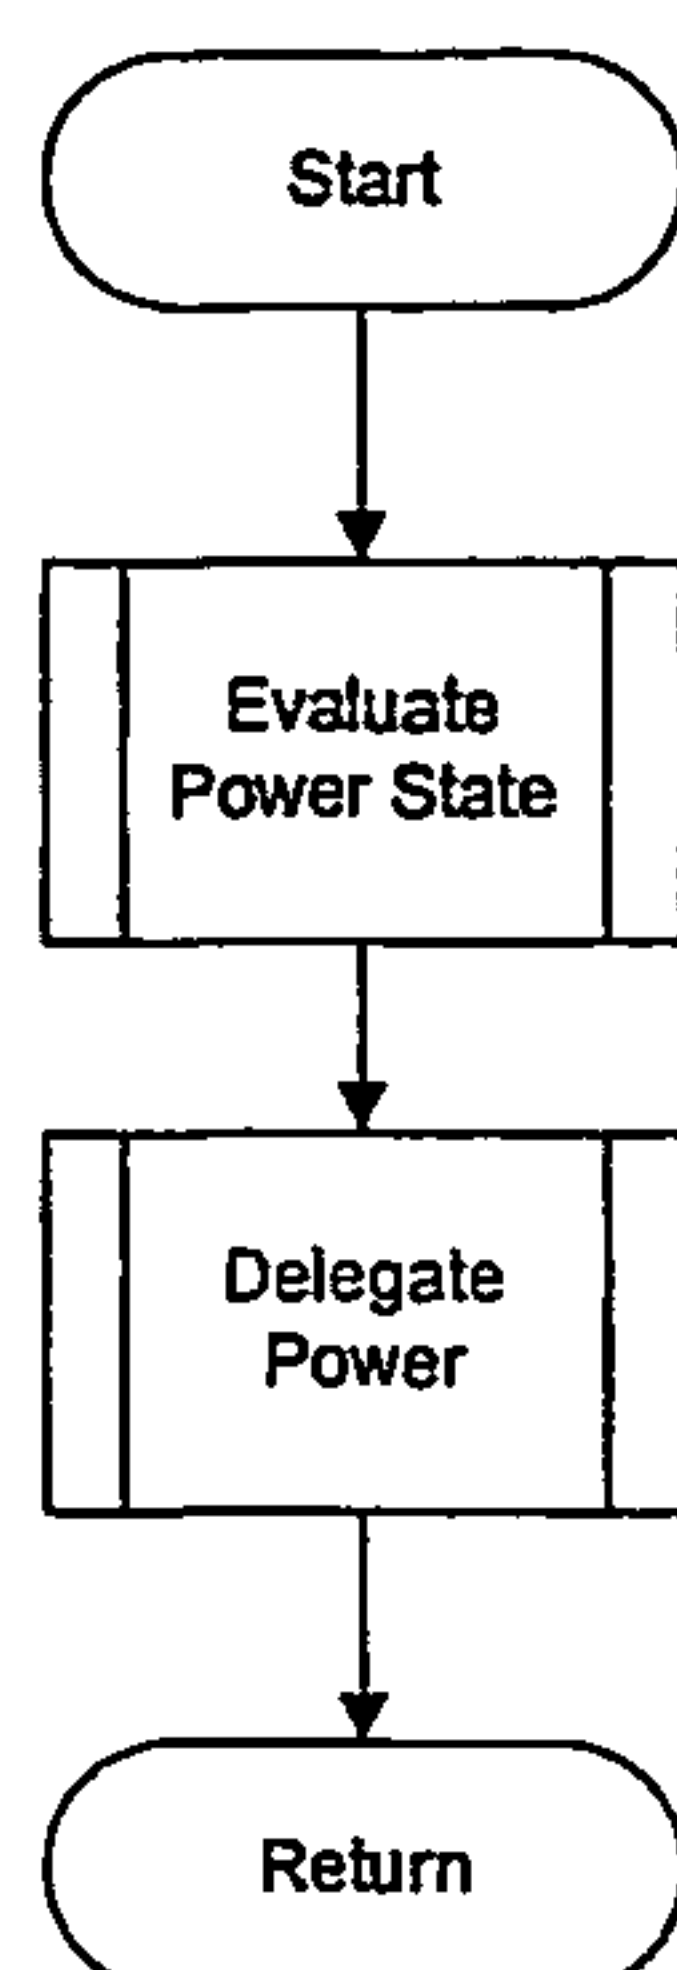 Start
Evaluate
Power State
Delegate
Power
Return